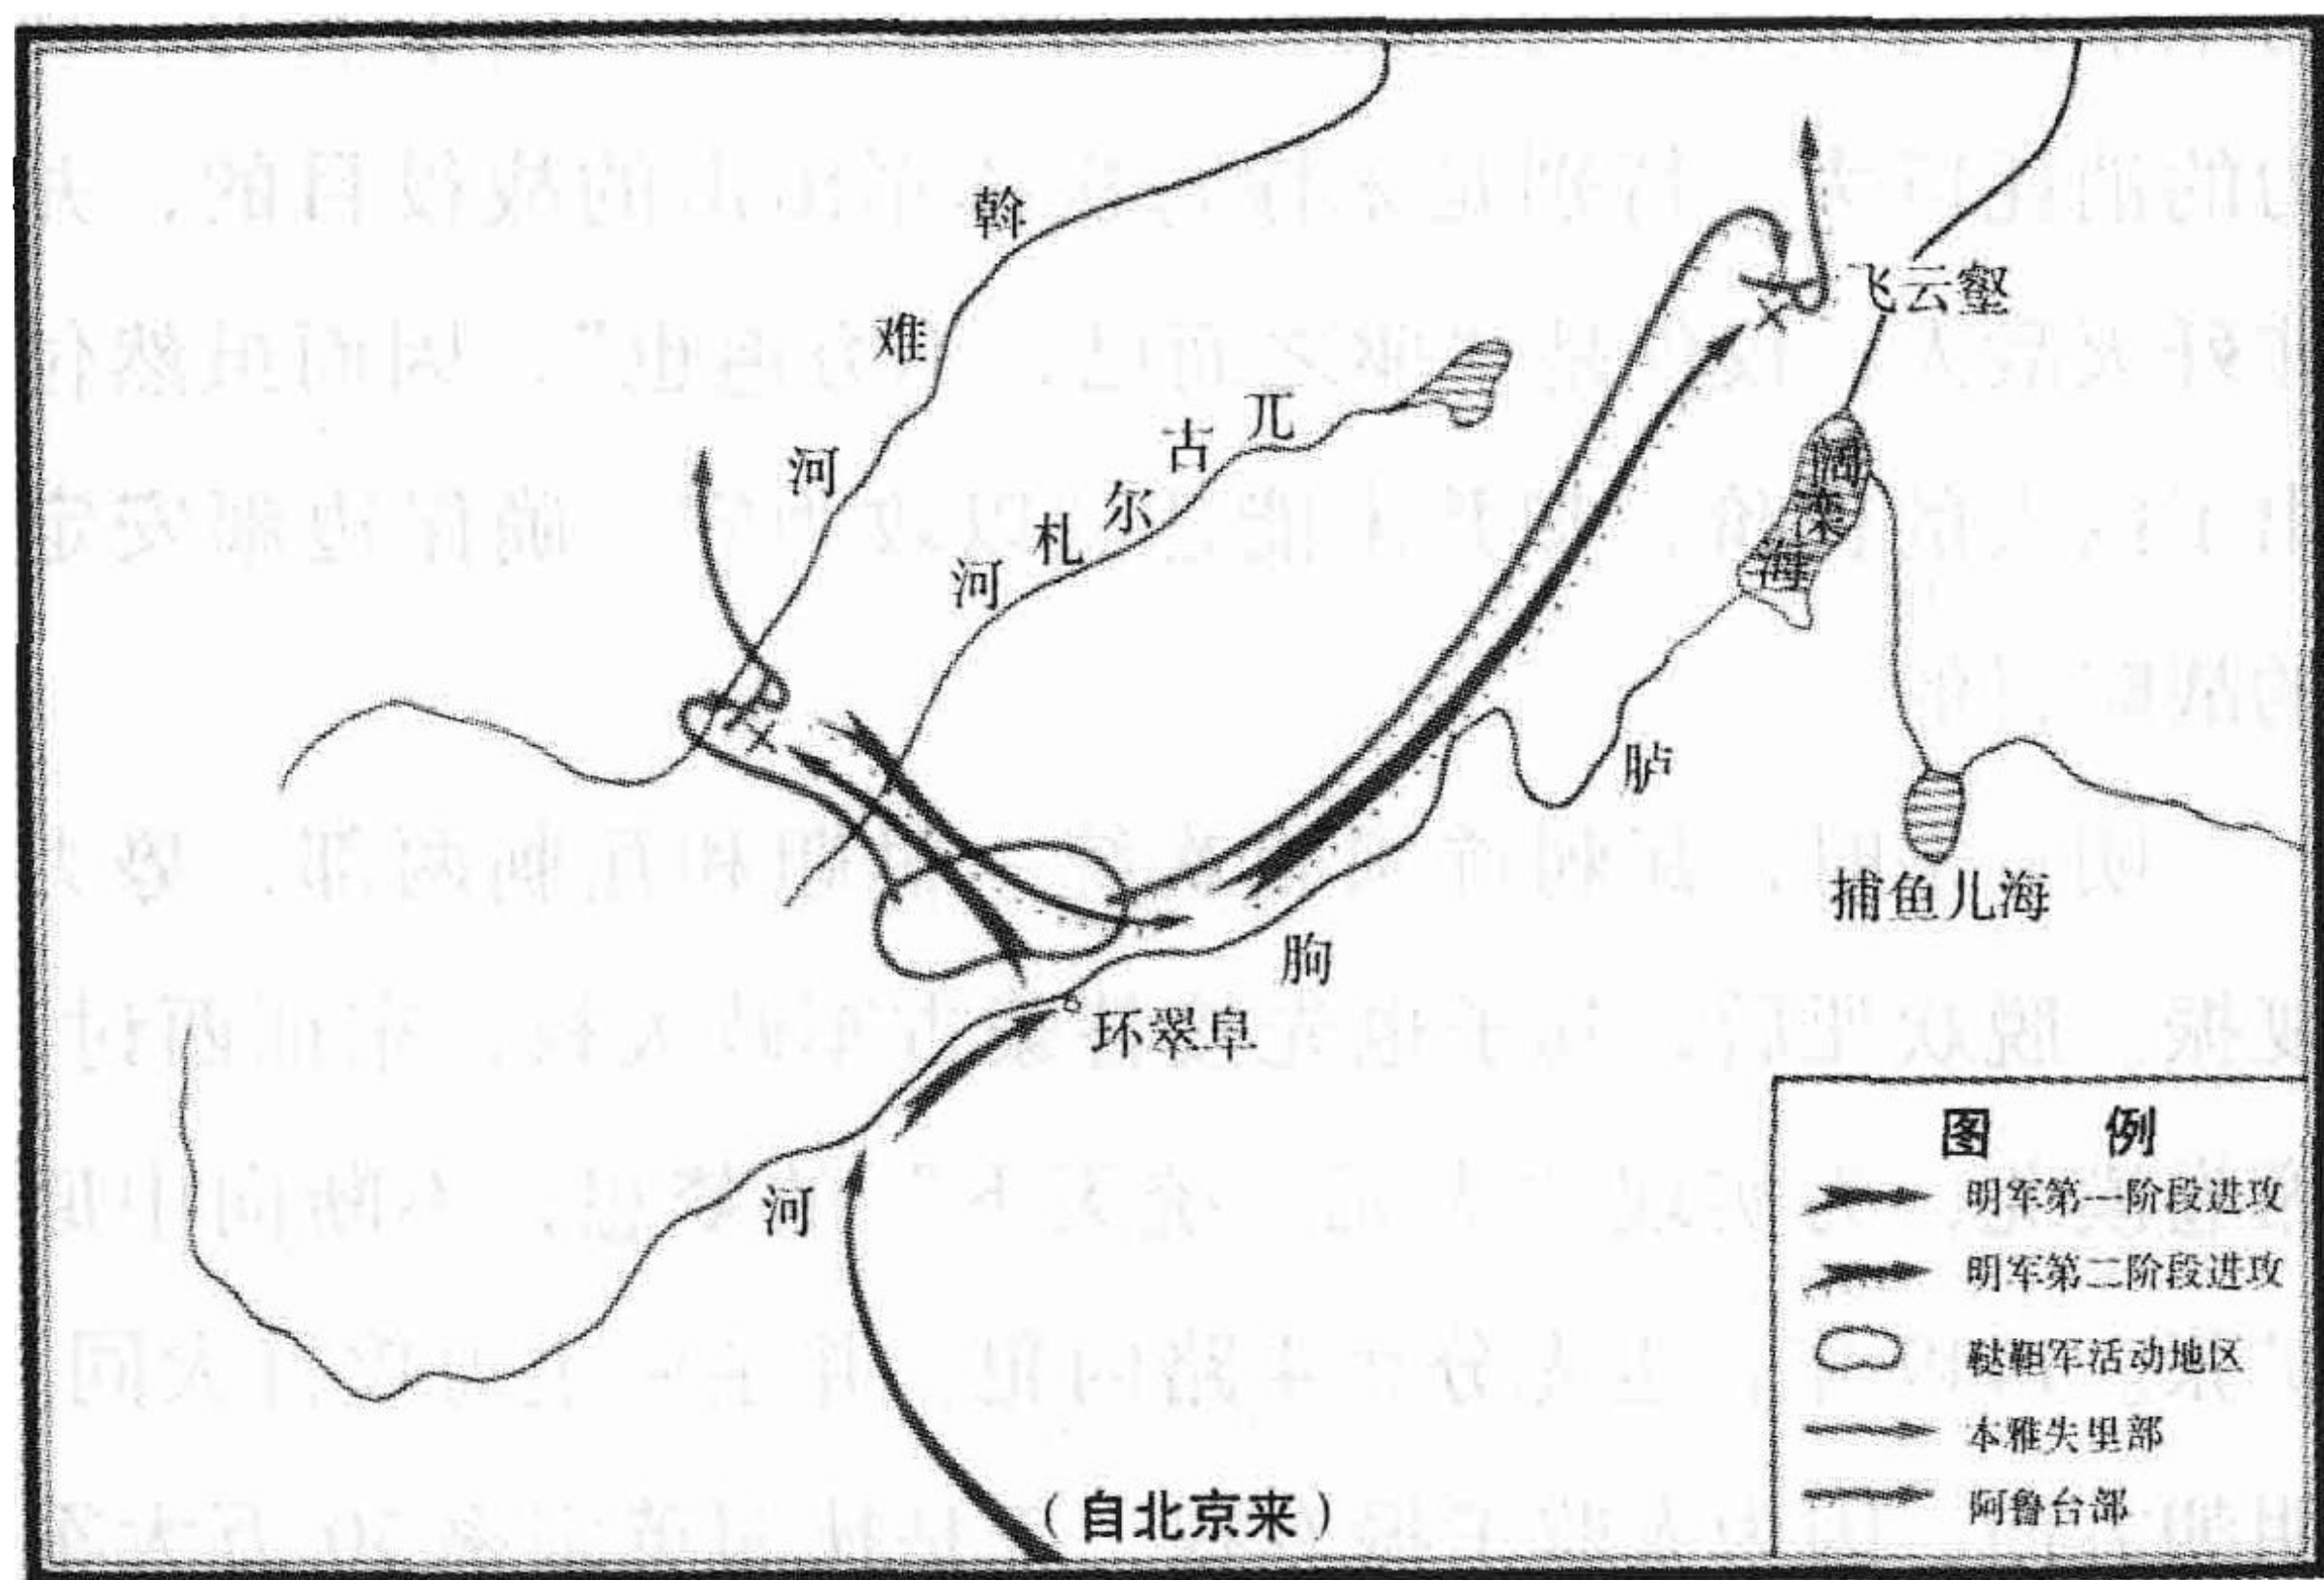 斡难河
兀古尔札河
飞云壑
阔滦海
捕鱼儿海
胪朐河
环翠阜
（自北京来）
图 例
明军第一阶段进攻
明军第二阶段进攻
鞑靼军活动地区
本雅失里部
阿鲁台部